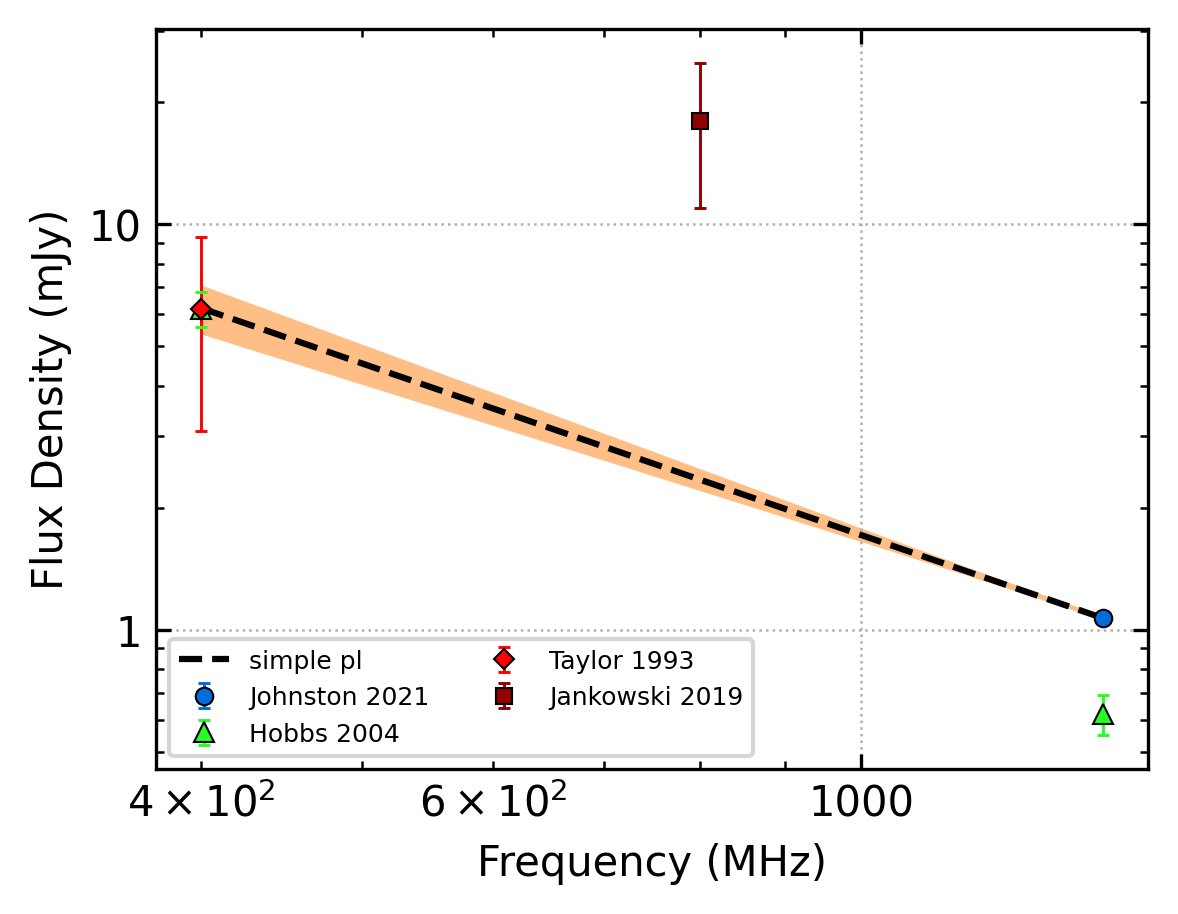 Flux Density (mJy)
10
1
simple pl
Johnston 2021
Hobbs 2004
Taylor 1993
Jankowski 2019
4 × 10²
6 × 10²
1000
Frequency (MHz)